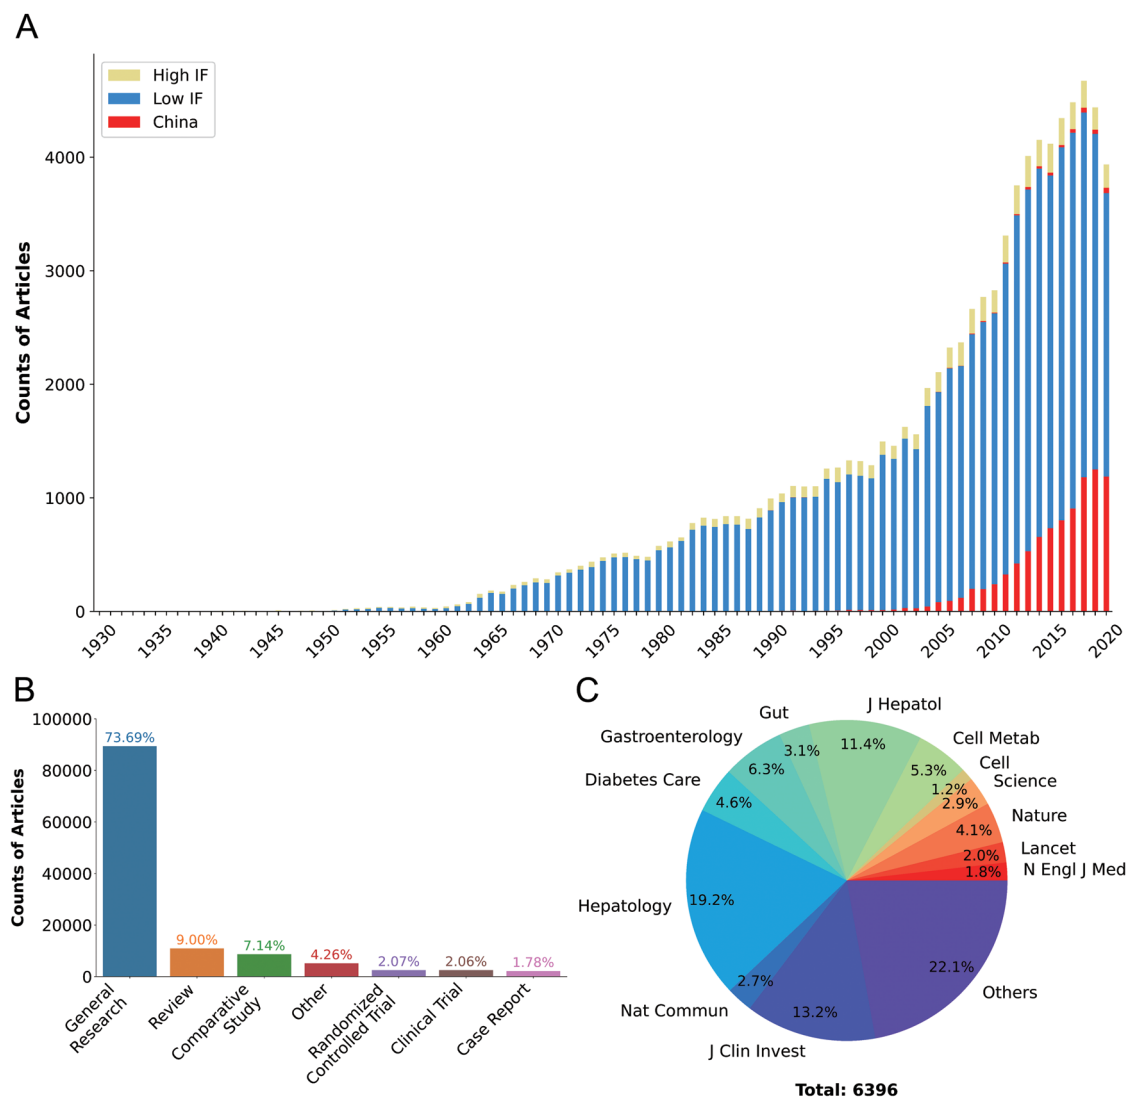 A
High IF
Low IF
China
Counts of Articles
4000
3000
2000
1000
0
1930
1935
1940
1945
1950
1955
1960
1965
1970
1975
1980
1985
1990
1995
2000
2005
2010
2015
2020
B
Counts of Articles
100000
80000
60000
40000
20000
0
73.69%
9.00%
7.14%
4.26%
2.07%
2.06%
1.78%
General
Research
Review
Comparative
Study
Other
Randomized
Controlled Trial
Clinical Trial
Case Report
C
J Hepatol
11.4%
Gut
3.1%
Gastroenterology
6.3%
Diabetes Care
4.6%
Hepatology
19.2%
Nat Commun
2.7%
J Clin Invest
13.2%
Others
22.1%
N Engl J Med
1.8%
Lancet
2.0%
Nature
4.1%
Science
2.9%
Cell
1.2%
Cell Metab
5.3%
Total: 6396